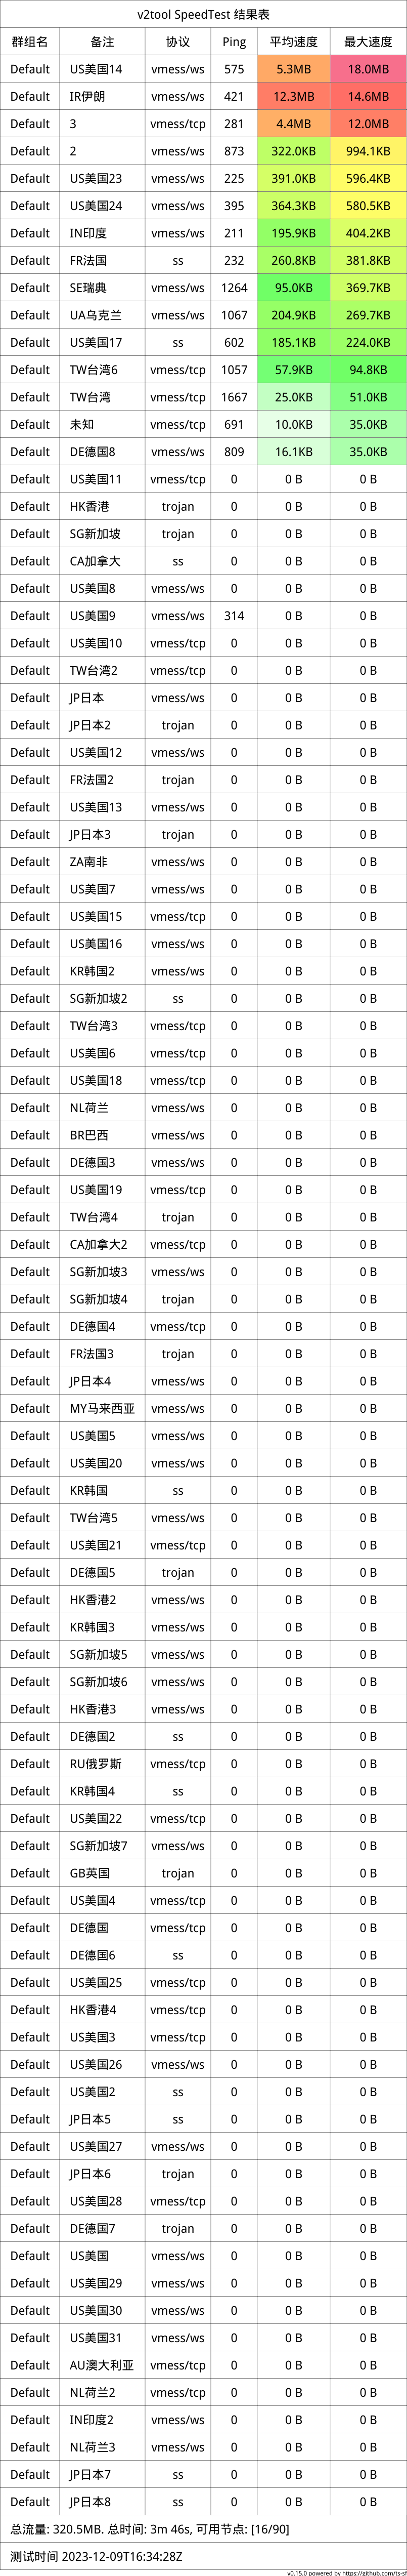 v2tool SpeedTest 结果表
群组名 备注 协议 Ping 平均速度 最大速度
Default US美国14 vmess/ws 575 5.3MB 18.0MB
Default IR伊朗 vmess/ws 421 12.3MB 14.6MB
Default 3 vmess/tcp 281 4.4MB 12.0MB
Default 2 vmess/ws 873 322.0KB 994.1KB
Default US美国23 vmess/ws 225 391.0KB 596.4KB
Default US美国24 vmess/ws 395 364.3KB 580.5KB
Default IN印度 vmess/ws 211 195.9KB 404.2KB
Default FR法国 ss 232 260.8KB 381.8KB
Default SE瑞典 vmess/ws 1264 95.0KB 369.7KB
Default UA乌克兰 vmess/ws 1067 204.9KB 269.7KB
Default US美国17 ss 602 185.1KB 224.0KB
Default TW台湾6 vmess/tcp 1057 57.9KB 94.8KB
Default TW台湾 vmess/tcp 1667 25.0KB 51.0KB
Default 未知 vmess/tcp 691 10.0KB 35.0KB
Default DE德国8 vmess/ws 809 16.1KB 35.0KB
Default US美国11 vmess/tcp 0 0 B 0 B
Default HK香港 trojan 0 0 B 0 B
Default SG新加坡 trojan 0 0 B 0 B
Default CA加拿大 ss 0 0 B 0 B
Default US美国8 vmess/ws 0 0 B 0 B
Default US美国9 vmess/ws 314 0 B 0 B
Default US美国10 vmess/tcp 0 0 B 0 B
Default TW台湾2 vmess/tcp 0 0 B 0 B
Default JP日本 vmess/ws 0 0 B 0 B
Default JP日本2 trojan 0 0 B 0 B
Default US美国12 vmess/ws 0 0 B 0 B
Default FR法国2 trojan 0 0 B 0 B
Default US美国13 vmess/ws 0 0 B 0 B
Default JP日本3 trojan 0 0 B 0 B
Default ZA南非 vmess/ws 0 0 B 0 B
Default US美国7 vmess/ws 0 0 B 0 B
Default US美国15 vmess/tcp 0 0 B 0 B
Default US美国16 vmess/ws 0 0 B 0 B
Default KR韩国2 vmess/ws 0 0 B 0 B
Default SG新加坡2 ss 0 0 B 0 B
Default TW台湾3 vmess/tcp 0 0 B 0 B
Default US美国6 vmess/tcp 0 0 B 0 B
Default US美国18 vmess/tcp 0 0 B 0 B
Default NL荷兰 vmess/ws 0 0 B 0 B
Default BR巴西 vmess/ws 0 0 B 0 B
Default DE德国3 vmess/ws 0 0 B 0 B
Default US美国19 vmess/tcp 0 0 B 0 B
Default TW台湾4 trojan 0 0 B 0 B
Default CA加拿大2 vmess/tcp 0 0 B 0 B
Default SG新加坡3 vmess/ws 0 0 B 0 B
Default SG新加坡4 trojan 0 0 B 0 B
Default DE德国4 vmess/tcp 0 0 B 0 B
Default FR法国3 trojan 0 0 B 0 B
Default JP日本4 vmess/ws 0 0 B 0 B
Default MY马来西亚 vmess/ws 0 0 B 0 B
Default US美国5 vmess/ws 0 0 B 0 B
Default US美国20 vmess/ws 0 0 B 0 B
Default KR韩国 ss 0 0 B 0 B
Default TW台湾5 vmess/ws 0 0 B 0 B
Default US美国21 vmess/tcp 0 0 B 0 B
Default DE德国5 trojan 0 0 B 0 B
Default HK香港2 vmess/ws 0 0 B 0 B
Default KR韩国3 vmess/ws 0 0 B 0 B
Default SG新加坡5 vmess/ws 0 0 B 0 B
Default SG新加坡6 vmess/ws 0 0 B 0 B
Default HK香港3 vmess/ws 0 0 B 0 B
Default DE德国2 ss 0 0 B 0 B
Default RU俄罗斯 vmess/tcp 0 0 B 0 B
Default KR韩国4 ss 0 0 B 0 B
Default US美国22 vmess/tcp 0 0 B 0 B
Default SG新加坡7 vmess/ws 0 0 B 0 B
Default GB英国 trojan 0 0 B 0 B
Default US美国4 vmess/tcp 0 0 B 0 B
Default DE德国 vmess/tcp 0 0 B 0 B
Default DE德国6 ss 0 0 B 0 B
Default US美国25 vmess/tcp 0 0 B 0 B
Default HK香港4 vmess/tcp 0 0 B 0 B
Default US美国3 vmess/tcp 0 0 B 0 B
Default US美国26 vmess/ws 0 0 B 0 B
Default US美国2 ss 0 0 B 0 B
Default JP日本5 ss 0 0 B 0 B
Default US美国27 vmess/ws 0 0 B 0 B
Default JP日本6 trojan 0 0 B 0 B
Default US美国28 vmess/tcp 0 0 B 0 B
Default DE德国7 trojan 0 0 B 0 B
Default US美国 vmess/ws 0 0 B 0 B
Default US美国29 vmess/ws 0 0 B 0 B
Default US美国30 vmess/ws 0 0 B 0 B
Default US美国31 vmess/ws 0 0 B 0 B
Default AU澳大利亚 vmess/tcp 0 0 B 0 B
Default NL荷兰2 vmess/ws 0 0 B 0 B
Default IN印度2 vmess/ws 0 0 B 0 B
Default NL荷兰3 vmess/ws 0 0 B 0 B
Default JP日本7 ss 0 0 B 0 B
Default JP日本8 ss 0 0 B 0 B
总流量: 320.5MB. 总时间: 3m 46s, 可用节点: [16/90]
测试时间 2023-12-09T16:34:28Z
v0.15.0 powered by https://github.com/ts-sf